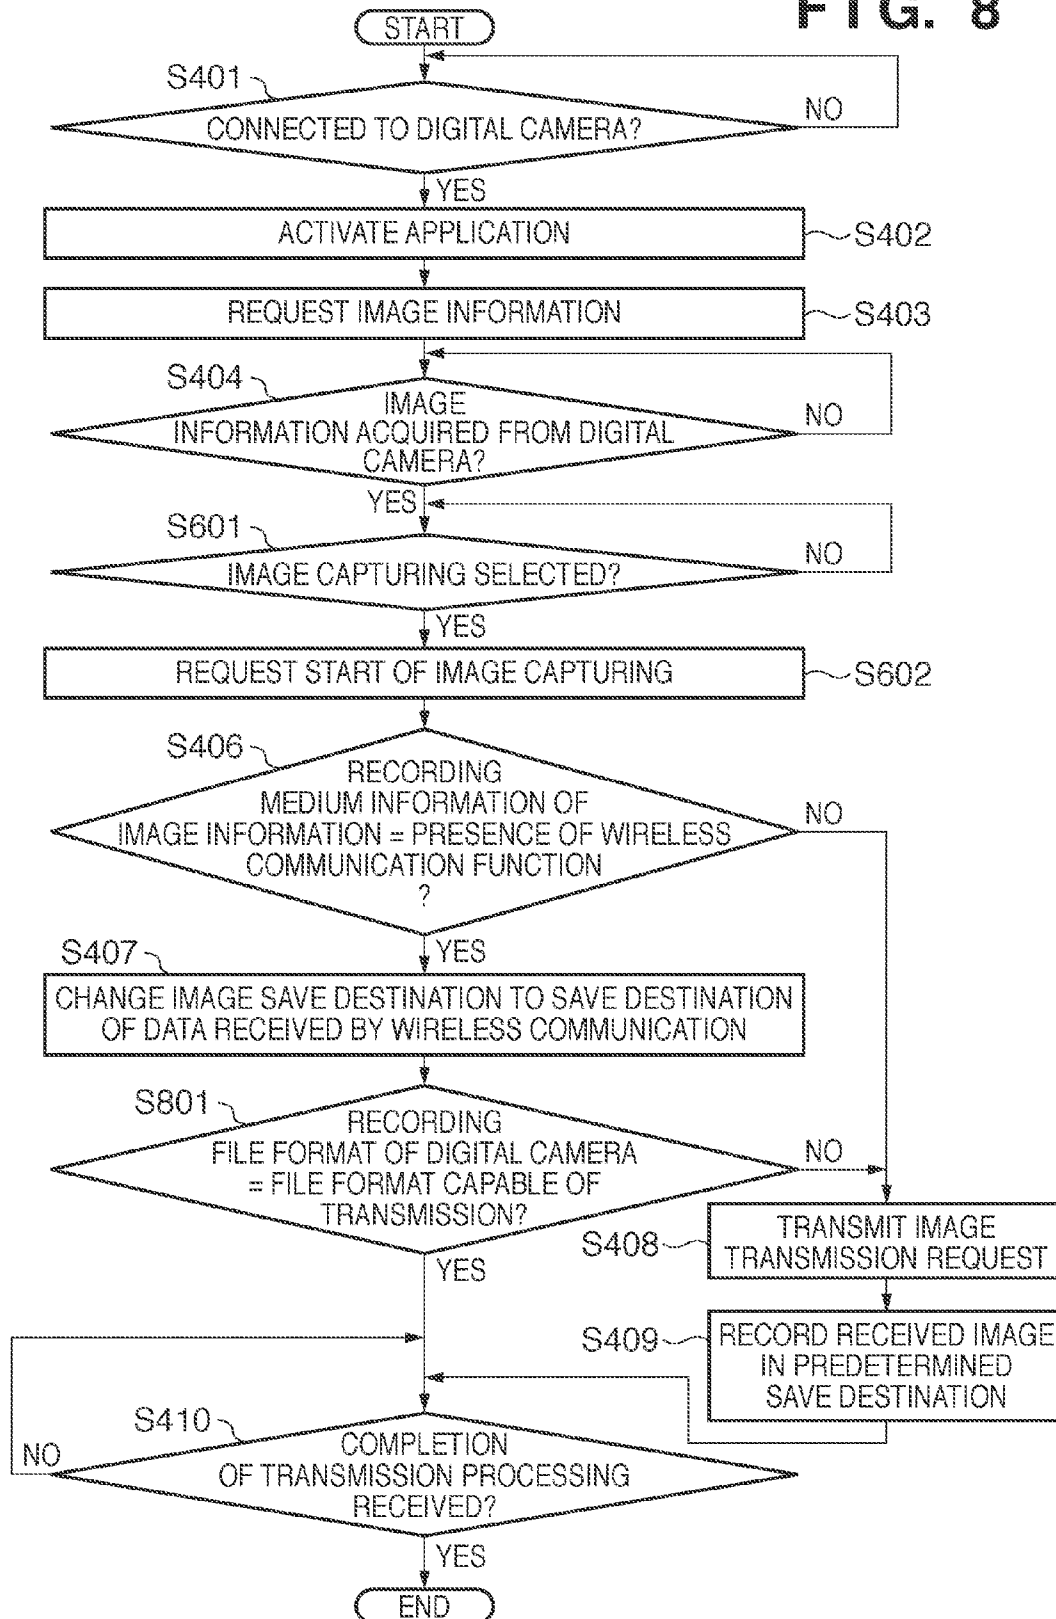 FIG. 8
START
S401
CONNECTED TO DIGITAL CAMERA?
NO
YES
ACTIVATE APPLICATION
S402
REQUEST IMAGE INFORMATION
S403
S404
IMAGE
INFORMATION ACQUIRED FROM DIGITAL
CAMERA?
NO
YES
S601
IMAGE CAPTURING SELECTED?
NO
YES
REQUEST START OF IMAGE CAPTURING
S602
S406
RECORDING
MEDIUM INFORMATION OF
IMAGE INFORMATION = PRESENCE OF WIRELESS
COMMUNICATION FUNCTION
?
NO
YES
S407
CHANGE IMAGE SAVE DESTINATION TO SAVE DESTINATION
OF DATA RECEIVED BY WIRELESS COMMUNICATION
S801
RECORDING
FILE FORMAT OF DIGITAL CAMERA
= FILE FORMAT CAPABLE OF
TRANSMISSION?
NO
YES
S408
TRANSMIT IMAGE
TRANSMISSION REQUEST
S409
RECORD RECEIVED IMAGE
IN PREDETERMINED
SAVE DESTINATION
S410
COMPLETION
OF TRANSMISSION PROCESSING
RECEIVED?
NO
YES
END